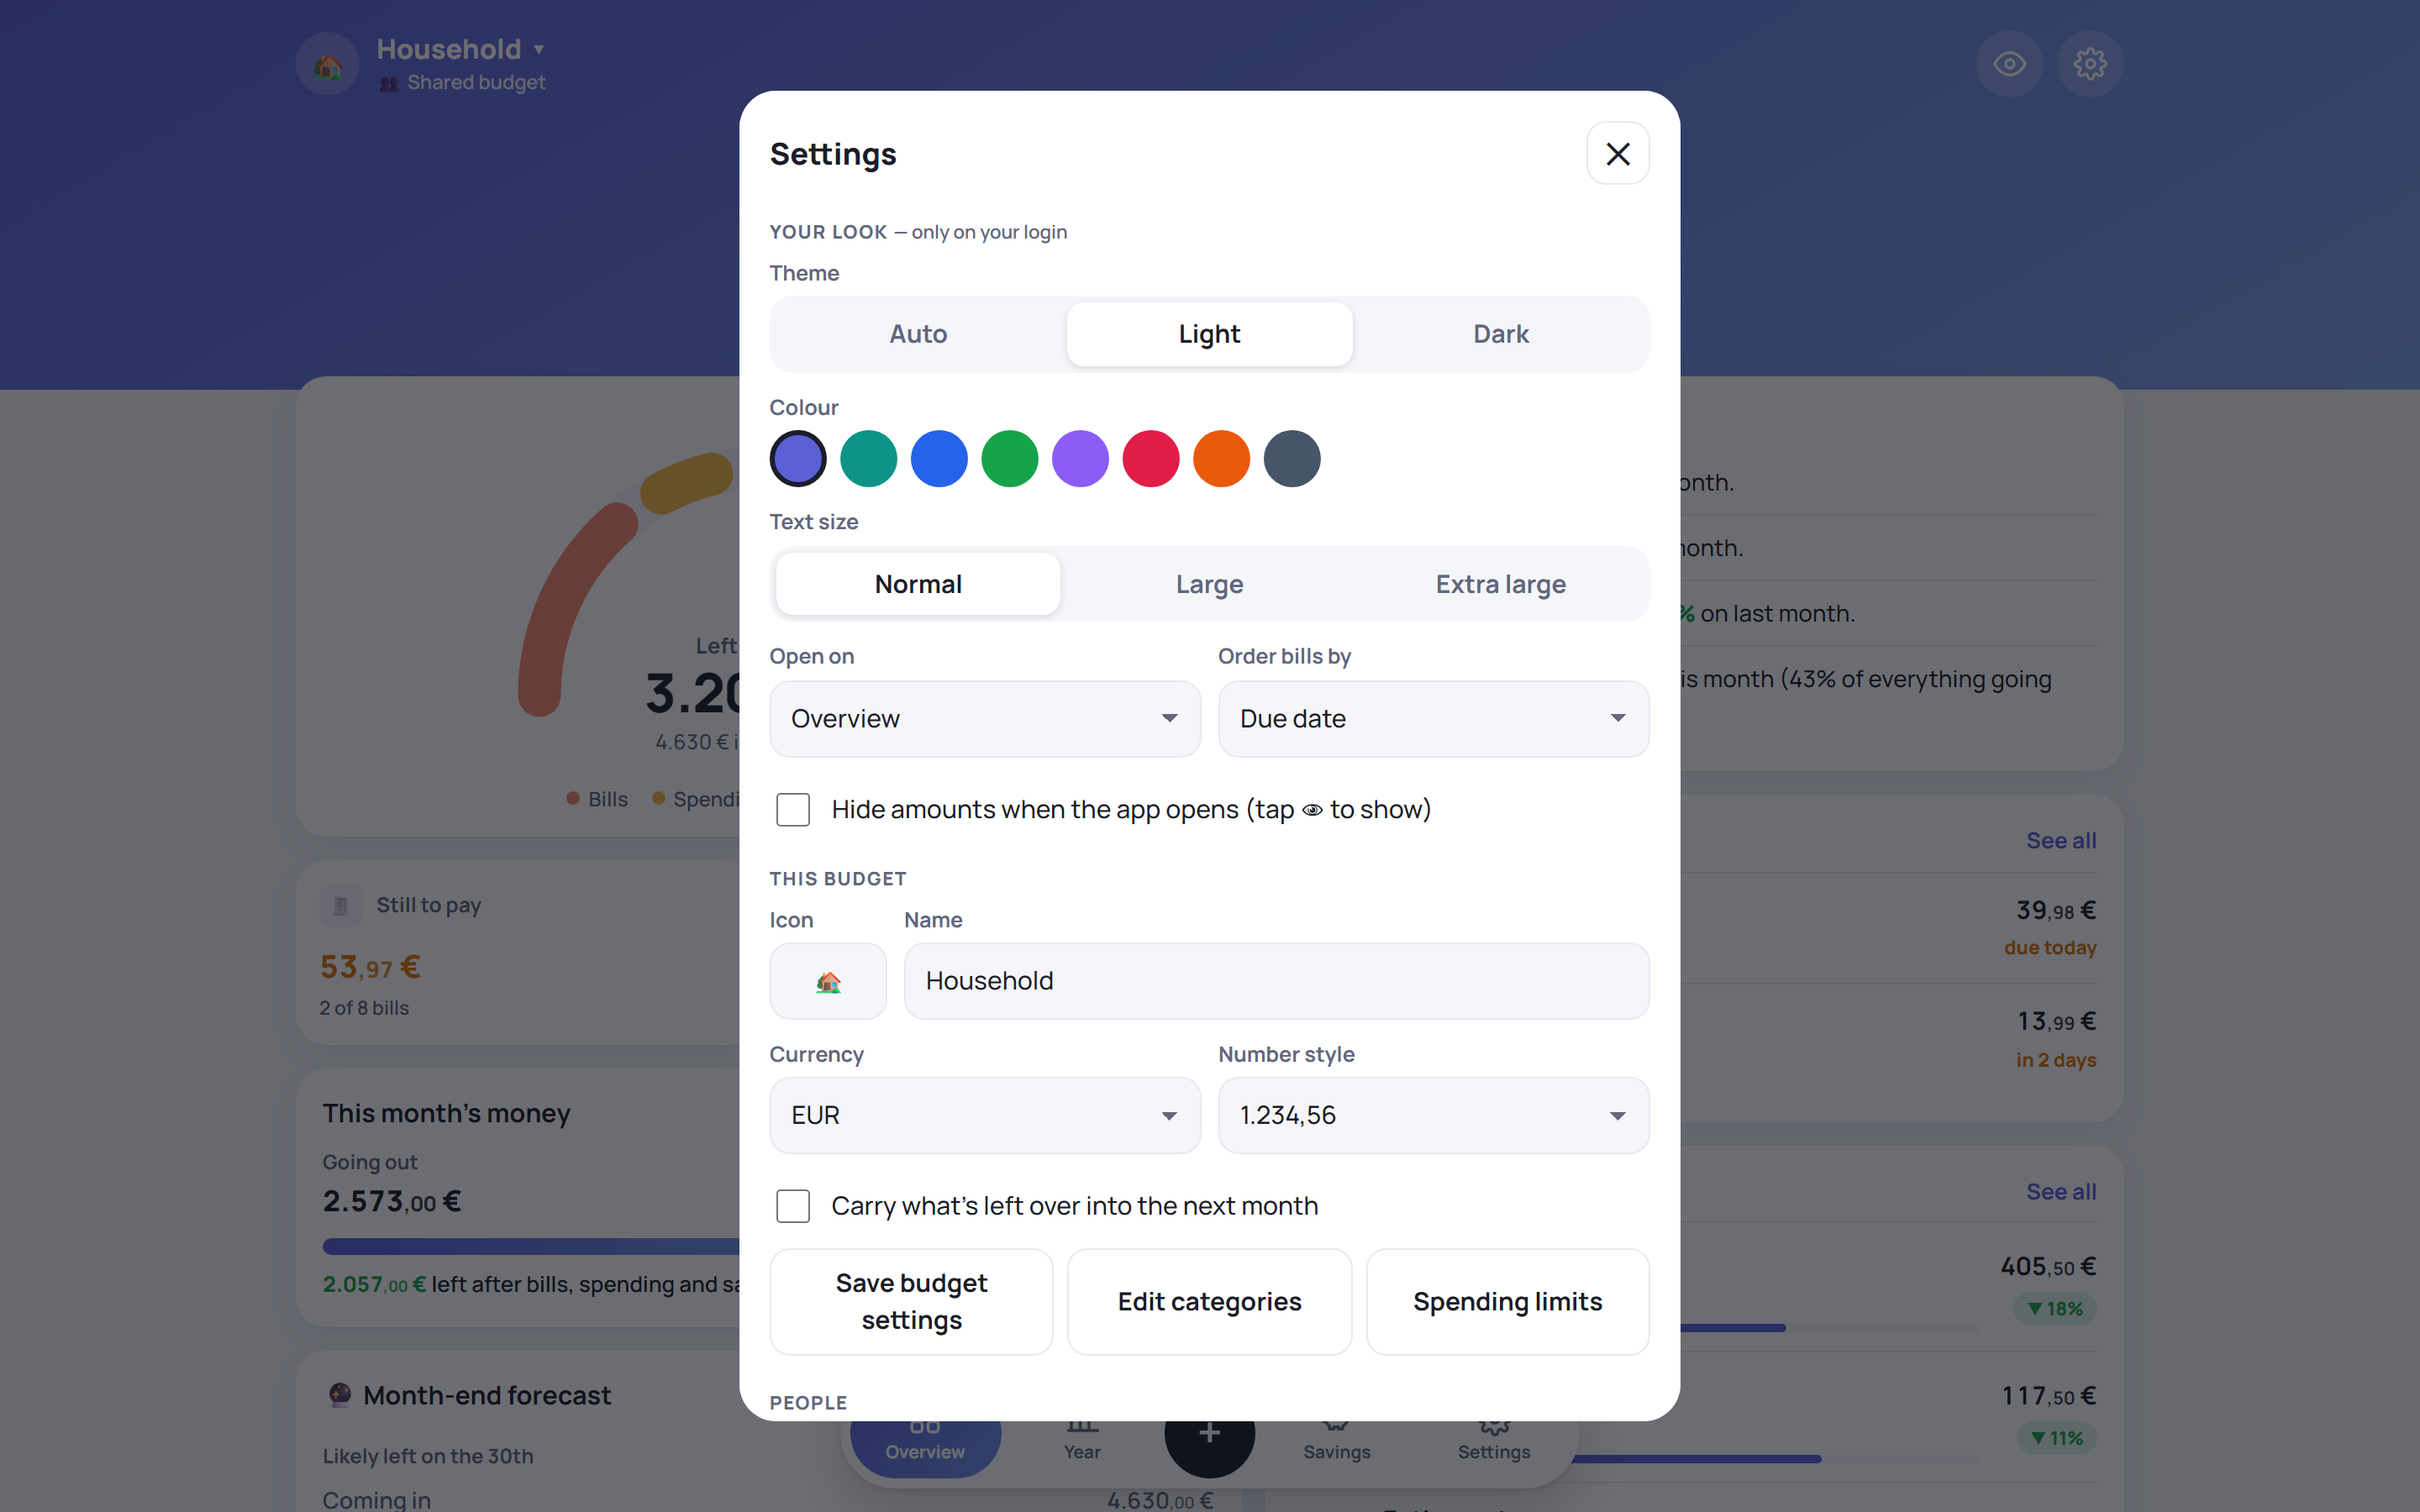 Household ▼
Shared budget
Settings
YOUR LOOK – only on your login
Theme
Auto Light Dark
Colour
Text size
Normal Large Extra large
Open on Order bills by
Overview Due date
Hide amounts when the app opens (tap 👁 to show)
THIS BUDGET
Icon Name
Household
Currency Number style
EUR 1.234,56
Carry what's left over into the next month
Save budget
settings
Edit categories
Spending limits
PEOPLE
Left
4.630 €
Bills
Still to pay
53,97 €
2 of 8 bills
This month's money
Going out
2.573,00 €
2.057,00 € left after bills, spending and
Month-end forecast
Likely left on the 30th
Coming in 4.630,00 €
% on last month.
is month (43% of everything going
See all
39,98 €
due today
13,99 €
in 2 days
See all
405,50 €
▼ 18%
117,50 €
▼ 11%
Overview Year + Savings Settings